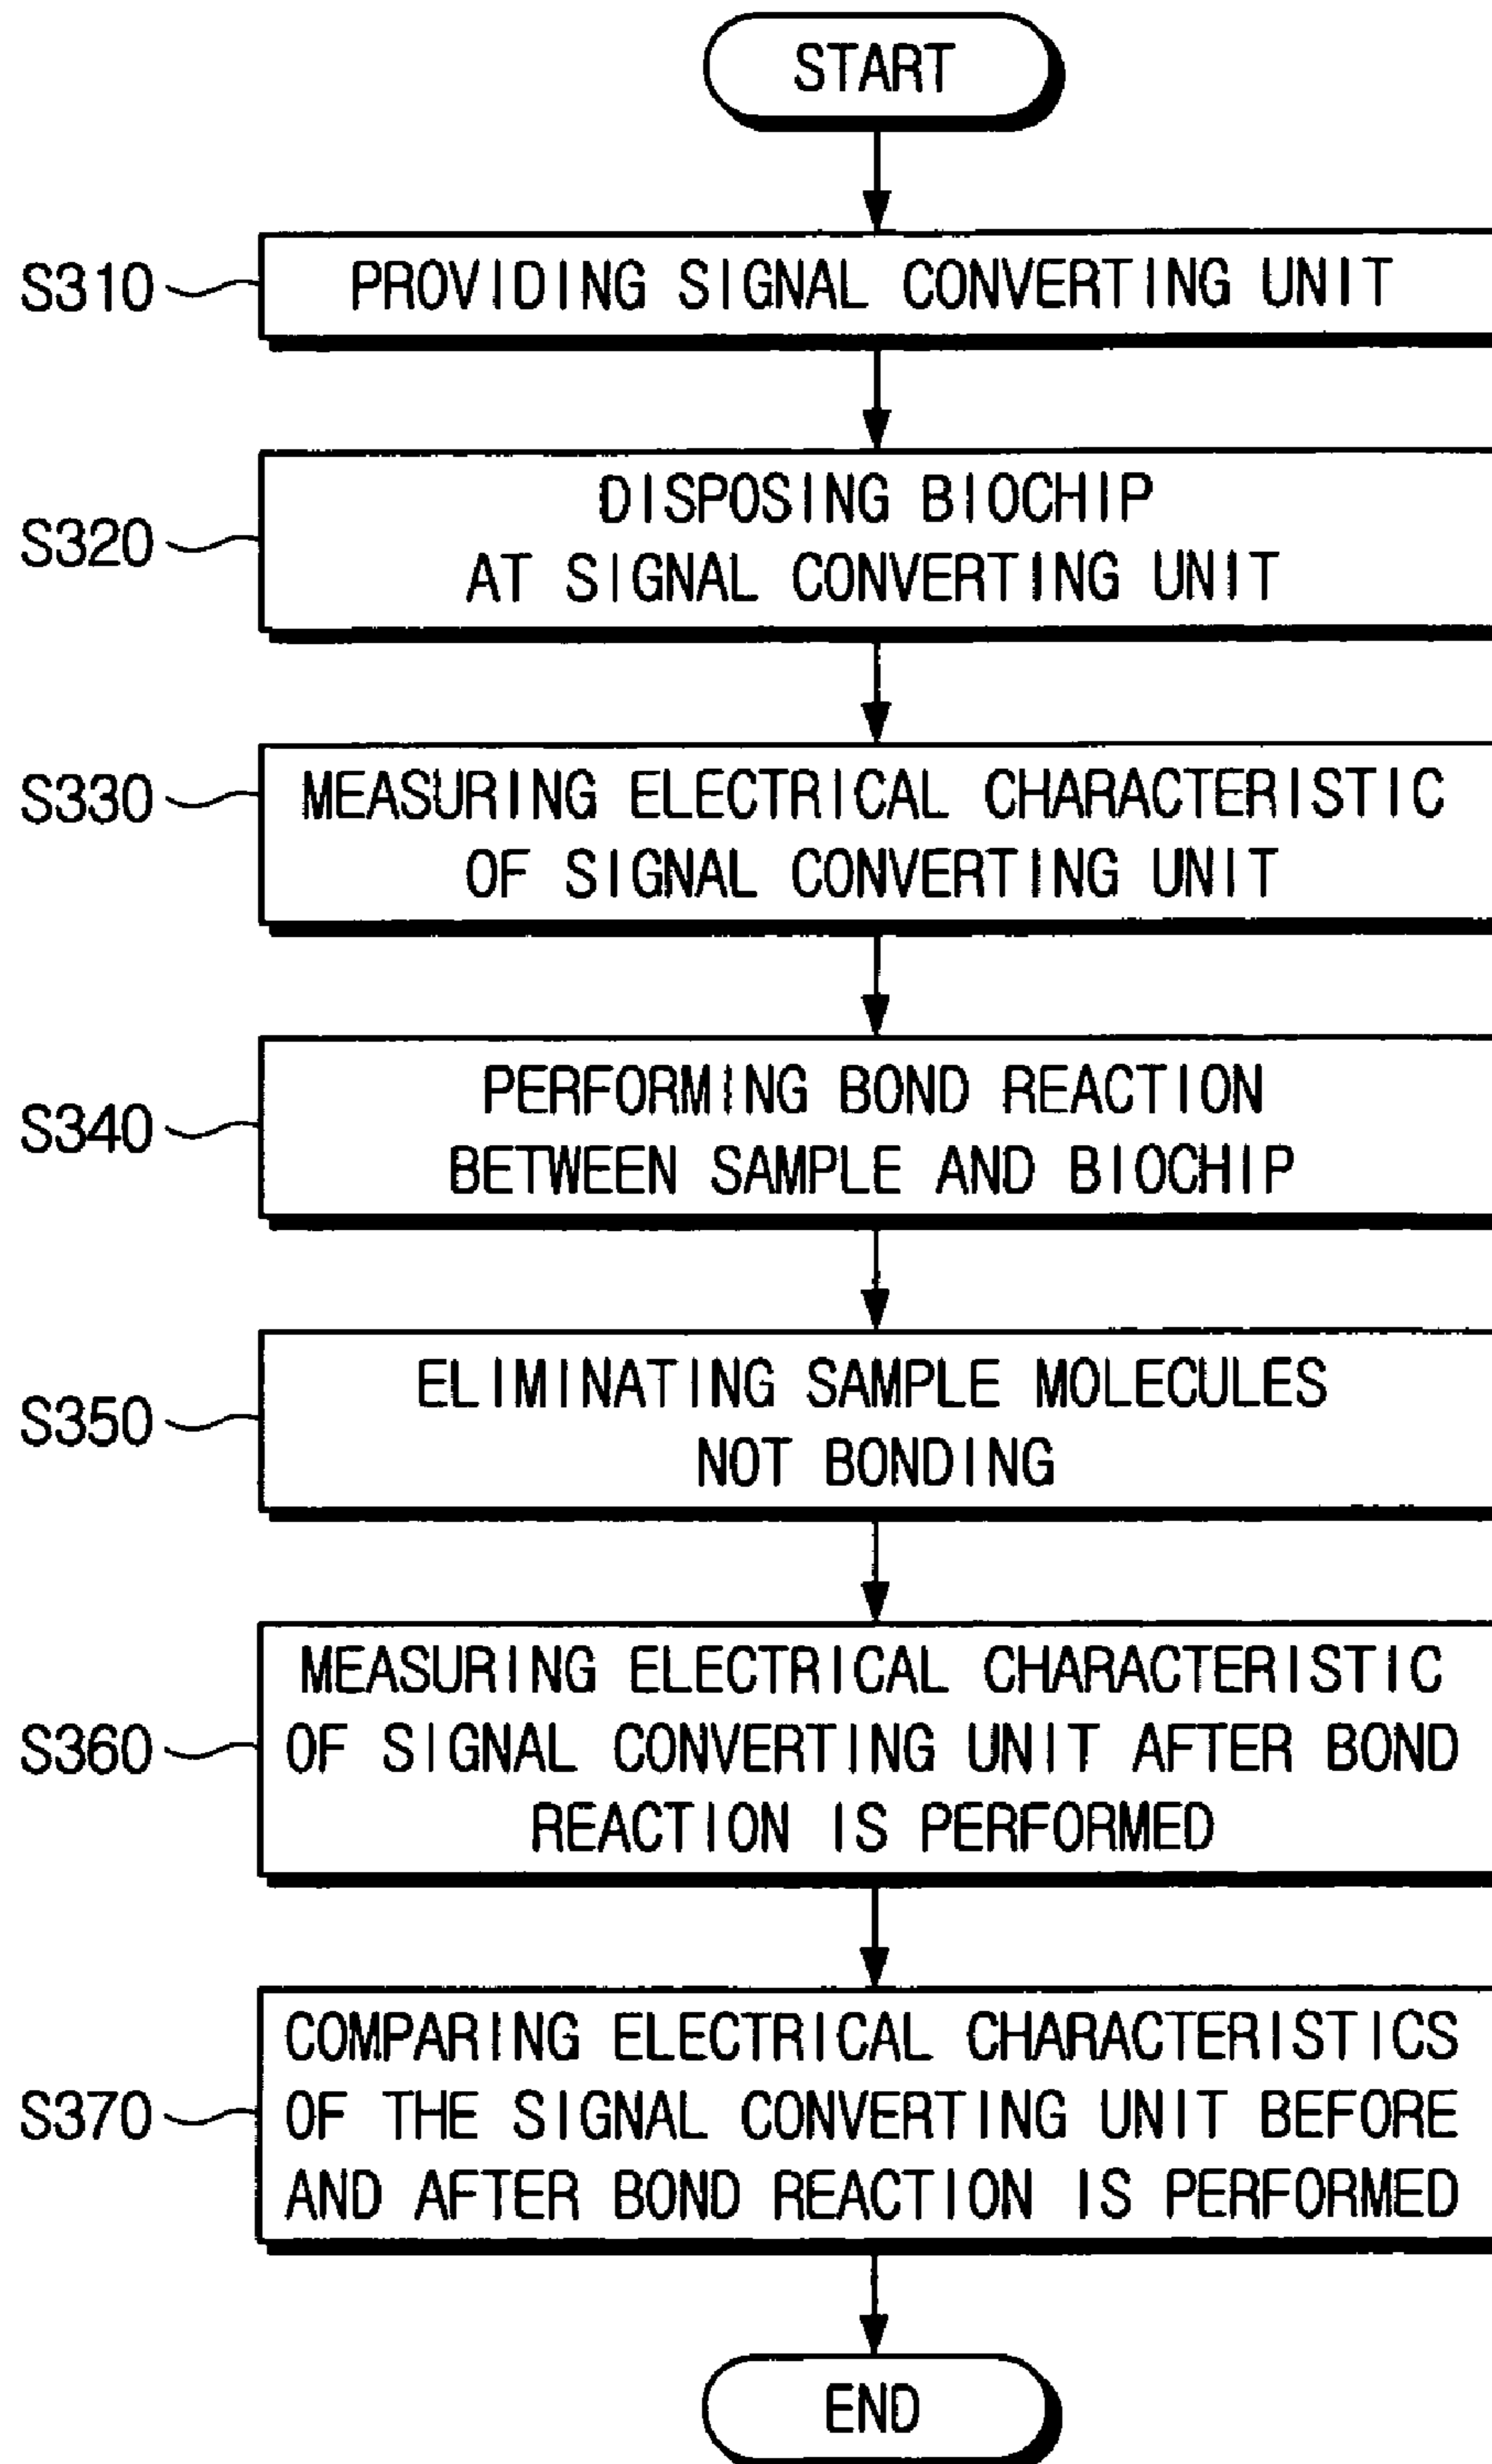 START
S310
PROVIDING SIGNAL CONVERTING UNIT
S320
DISPOSING BIOCHIP
AT SIGNAL CONVERTING UNIT
S330
MEASURING ELECTRICAL CHARACTERISTIC
OF SIGNAL CONVERTING UNIT
S340
PERFORMING BOND REACTION
BETWEEN SAMPLE AND BIOCHIP
S350
ELIMINATING SAMPLE MOLECULES
NOT BONDING
S360
MEASURING ELECTRICAL CHARACTERISTIC
OF SIGNAL CONVERTING UNIT AFTER BOND
REACTION IS PERFORMED
S370
COMPARING ELECTRICAL CHARACTERISTICS
OF THE SIGNAL CONVERTING UNIT BEFORE
AND AFTER BOND REACTION IS PERFORMED
END